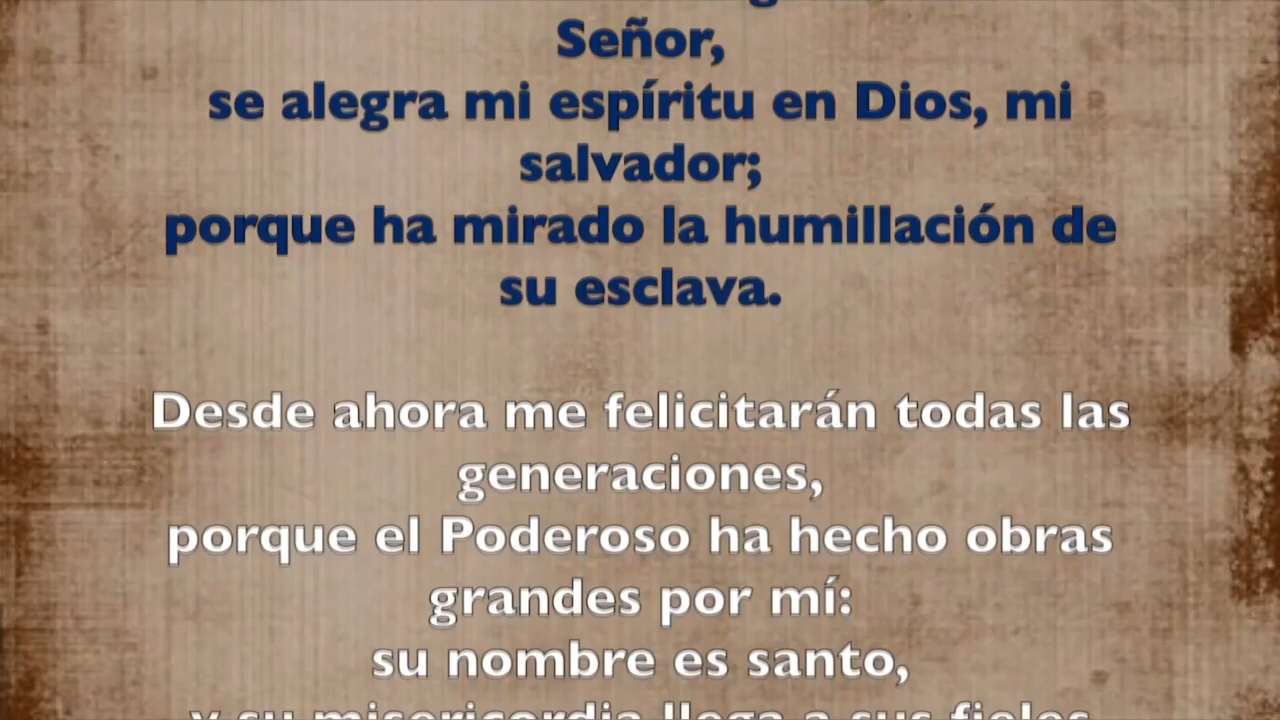 Señor,
se alegra mi espíritu en Dios, mi
salvador;
porque ha mirado la humillación de
su esclava.
Desde ahora me felicitarán todas las
generaciones,
porque el Poderoso ha hecho obras
grandes por mí:
su nombre es santo,
y su misericordia llega a sus fieles